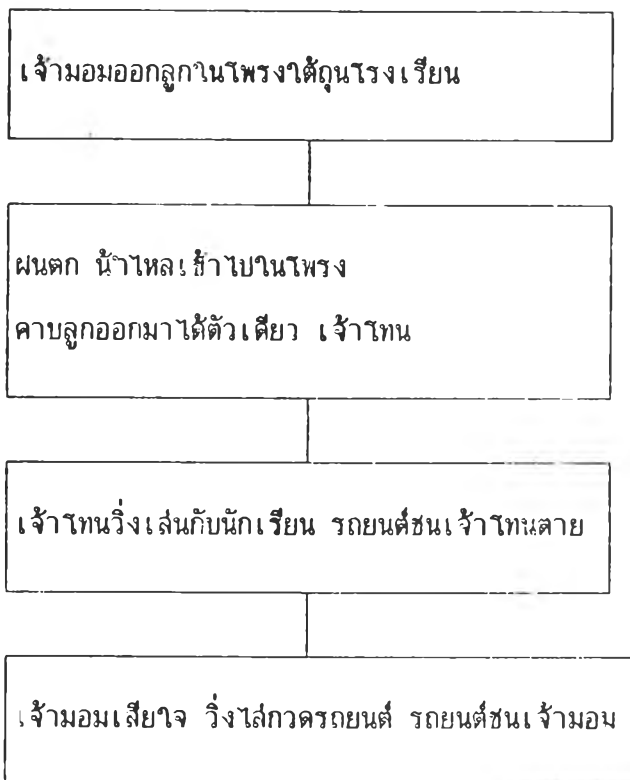 เจ้ามอมออกลูกในโพรงใต้ถุนโรงเรียน
ฝนตก น้ำไหลเข้าไปในโพรง
คาบลูกออกมาได้ตัวเดียว เจ้าโทน
เจ้าโทนวิ่งเล่นกับนักเรียน รถยนต์ชนเจ้าโทนตาย
เจ้ามอมเสียใจ วิ่งไล่กวดรถยนต์ รถยนต์ชนเจ้ามอม